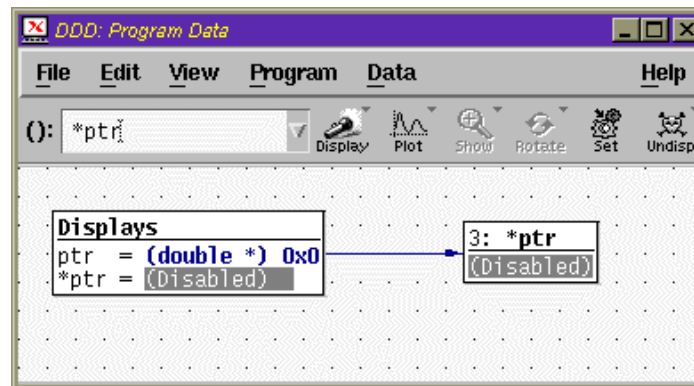 DDD: Program Data
File Edit View Program Data Help
(): *ptr
Display Plot Show Rotate Set Undisp
Displays
ptr = (double *) 0x0
*ptr = (Disabled)
3: *ptr
(Disabled)